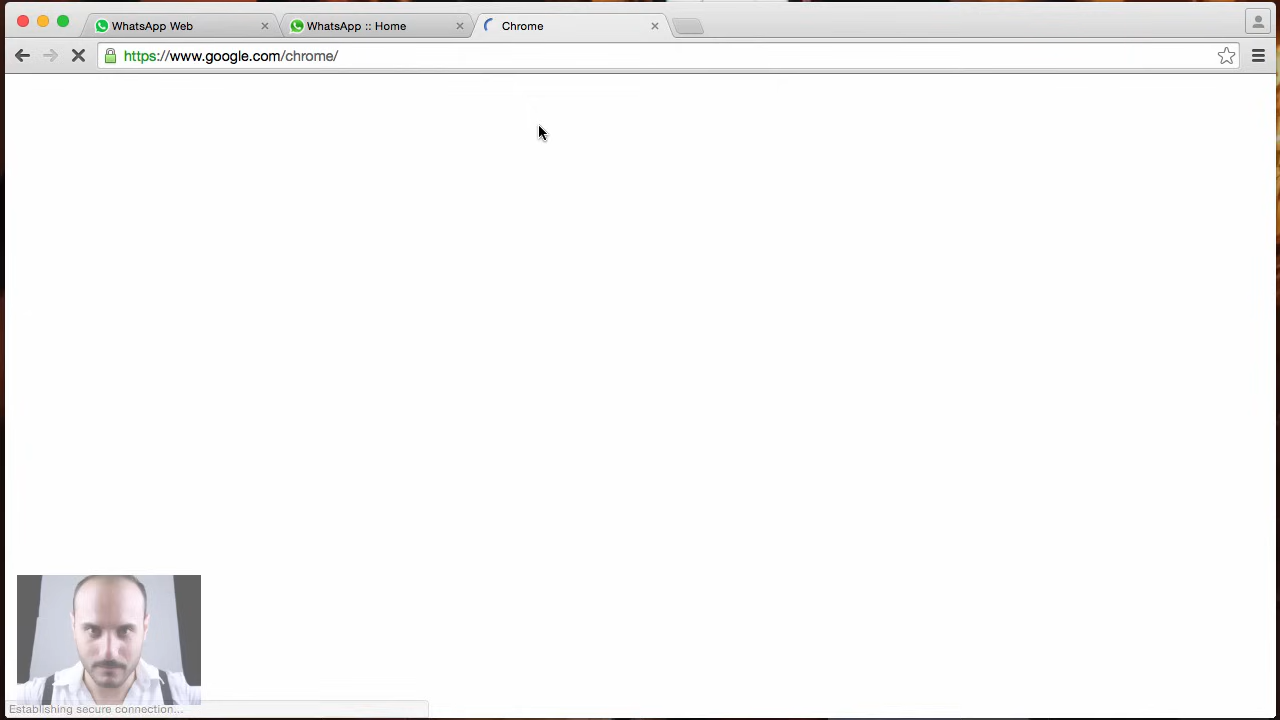 WhatsApp Web
WhatsApp :: Home
Chrome
https://www.google.com/chrome/
Establishing secure connection...